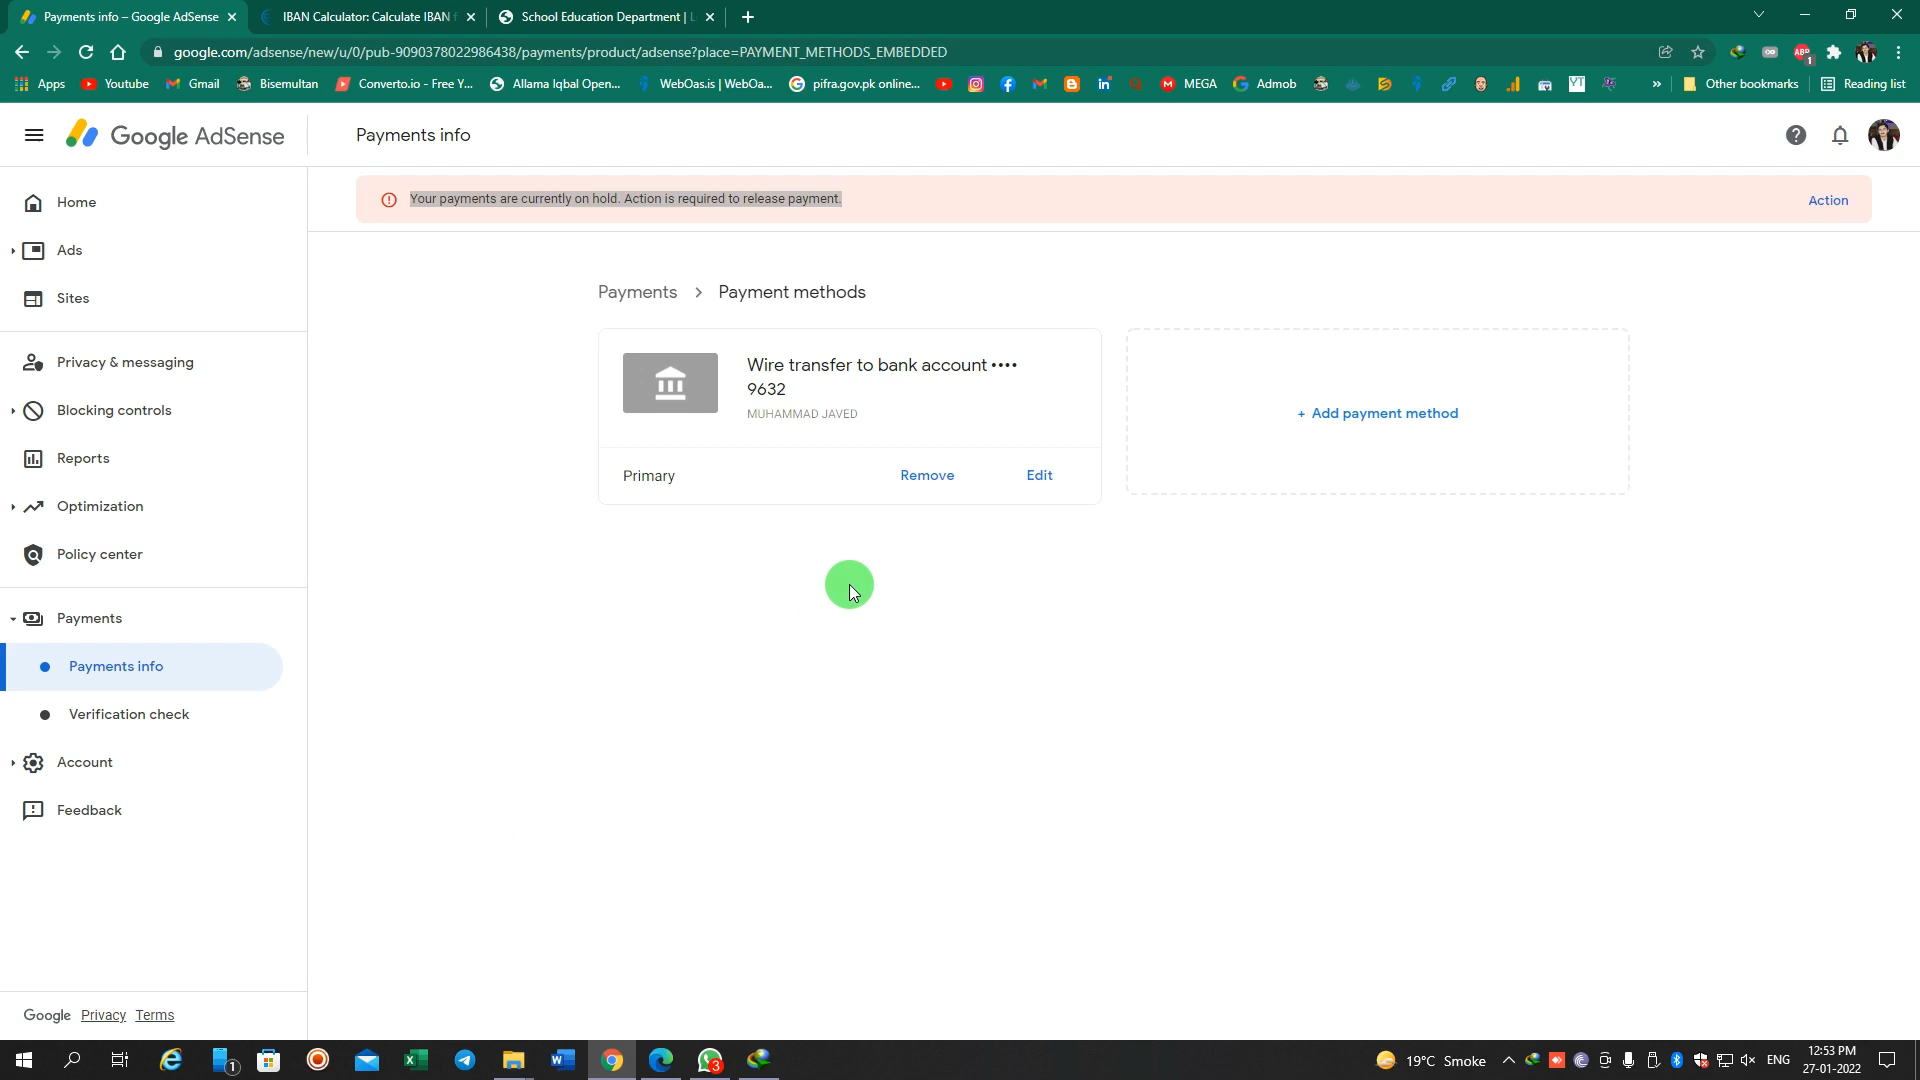 Payments info – Google AdSense
IBAN Calculator: Calculate IBAN f
School Education Department | L
google.com/adsense/new/u/0/pub-9090378022986438/payments/product/adsense?place=PAYMENT_METHODS_EMBEDDED
ABP
1
Apps
Youtube
Gmail
Bisemultan
Converto.io - Free Y...
Allama Iqbal Open...
WebOas.is | WebOa...
pifra.gov.pk online...
MEGA
Admob
YT
»
Other bookmarks
Reading list
Google AdSense
Payments info
Your payments are currently on hold. Action is required to release payment.
Action
Home
Ads
Sites
Privacy & messaging
Blocking controls
Reports
Optimization
Policy center
Payments
Payments info
Verification check
Account
Feedback
Payments > Payment methods
Wire transfer to bank account ••••
9632
MUHAMMAD JAVED
Primary
Remove
Edit
+ Add payment method
Google Privacy Terms
1
3
19°C Smoke
ENG
12:53 PM
27-01-2022